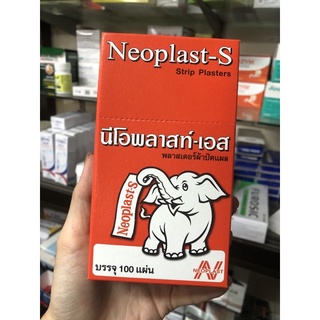 Neoplast-S
Strip Plasters
นีโอพลาสท์-เอส
พลาสเตอร์ผ้าปิดแผล
Neoplast-S
บรรจุ 100 แผ่น
NEOPLAST